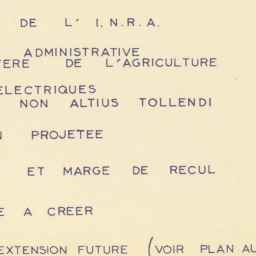 DE L' I.N.R.A.
ADMINISTRATIVE
DE L'AGRICULTURE
ELECTRIQUES
NON ALTIUS TOLLENDI
PROJETEE
ET MARGE DE RECUL
A CREER
EXTENSION FUTURE (VOIR PLAN AU